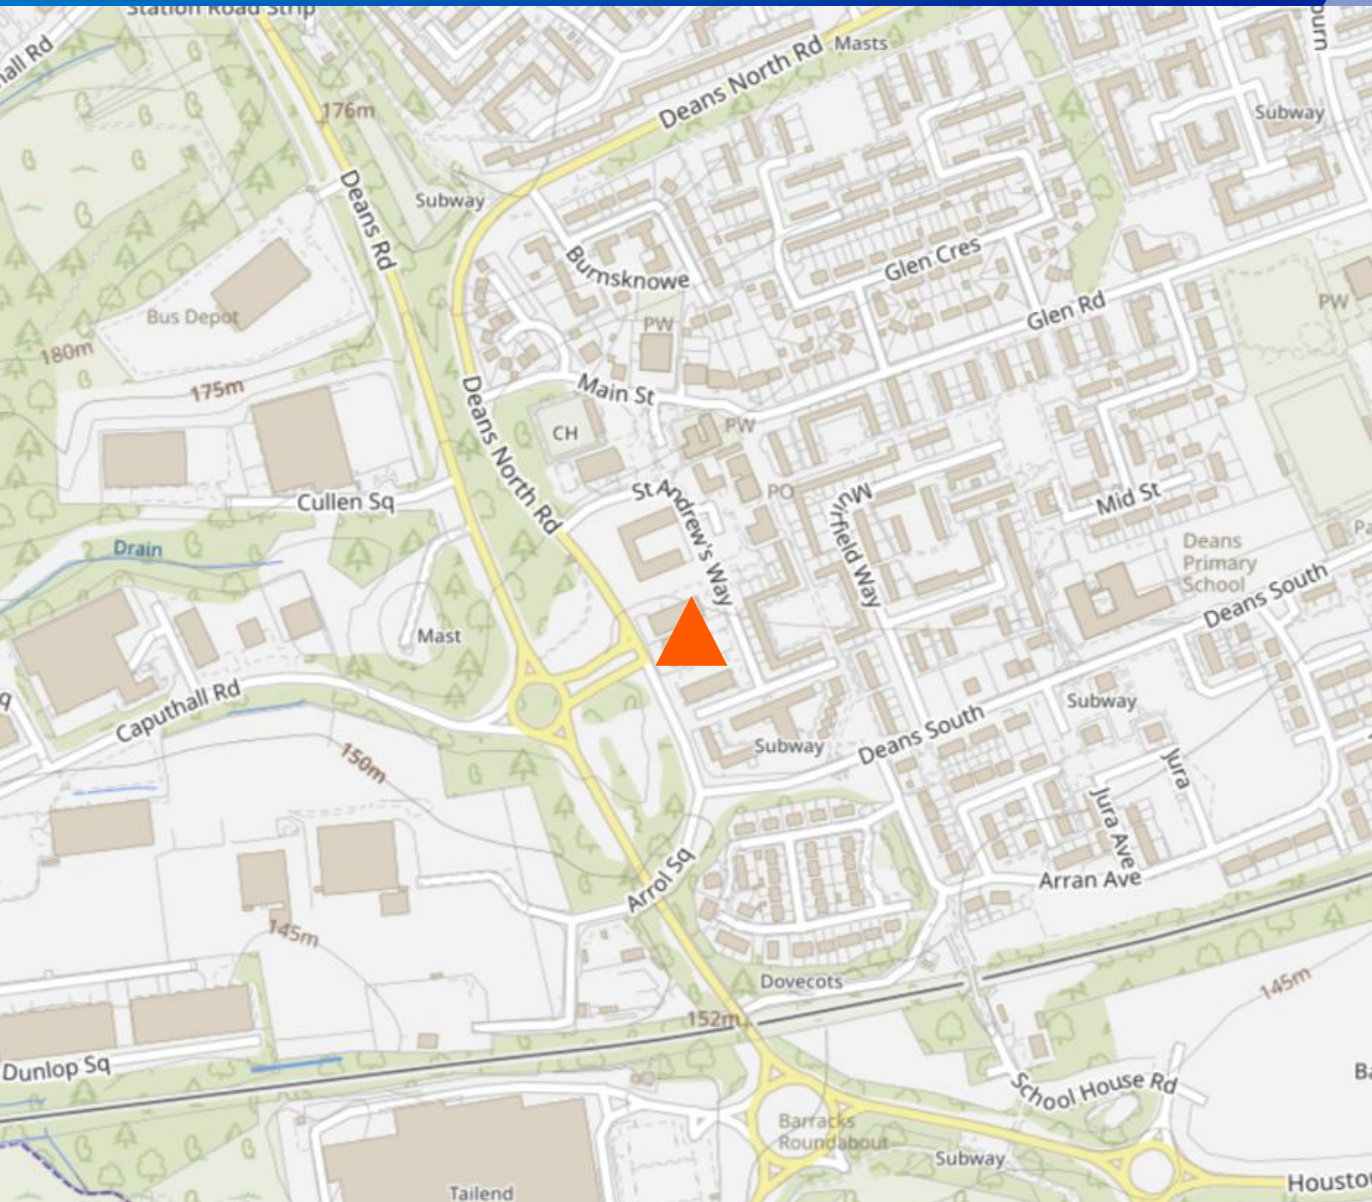 Station Road Strip
hall Rd
176m
Deans North Rd
Masts
burn
Subway
Deans Rd
Subway
Burnsknowe
Glen Cres
Glen Rd
Bus Depot
PW
PW
180m
175m
Main St
Deans North Rd
CH
PW
Cullen Sq
St Andrew's Way
PO
Muirfield Way
Mid St
Drain
Deans
Primary
School
Pa
Deans South
Mast
Caputhall Rd
q
Subway
150m
Subway
Deans South
Jura
Jura Ave
Arrol Sq
Arran Ave
145m
Dovecots
145m
152m
Dunlop Sq
School House Rd
Ba
Barracks
Roundabout
Subway
Housto
Tailend